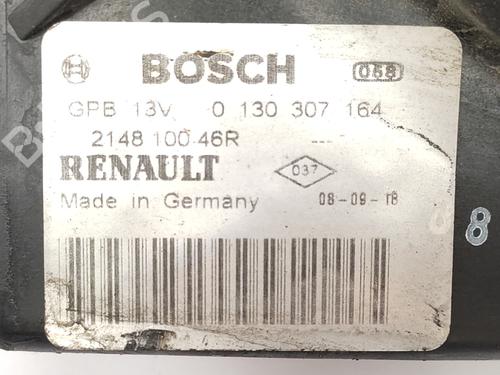 BOSCH 068
GPB 13V 0 130 307 164
2148 100 46R ---
RENAULT 037
Made in Germany 08-09-18
8